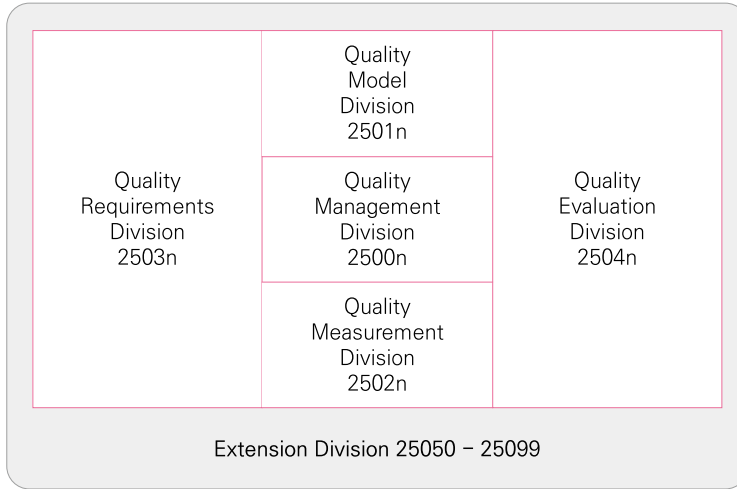 Quality
Requirements
Division
2503n
Quality
Model
Division
2501n
Quality
Management
Division
2500n
Quality
Measurement
Division
2502n
Quality
Evaluation
Division
2504n
Extension Division 25050 – 25099